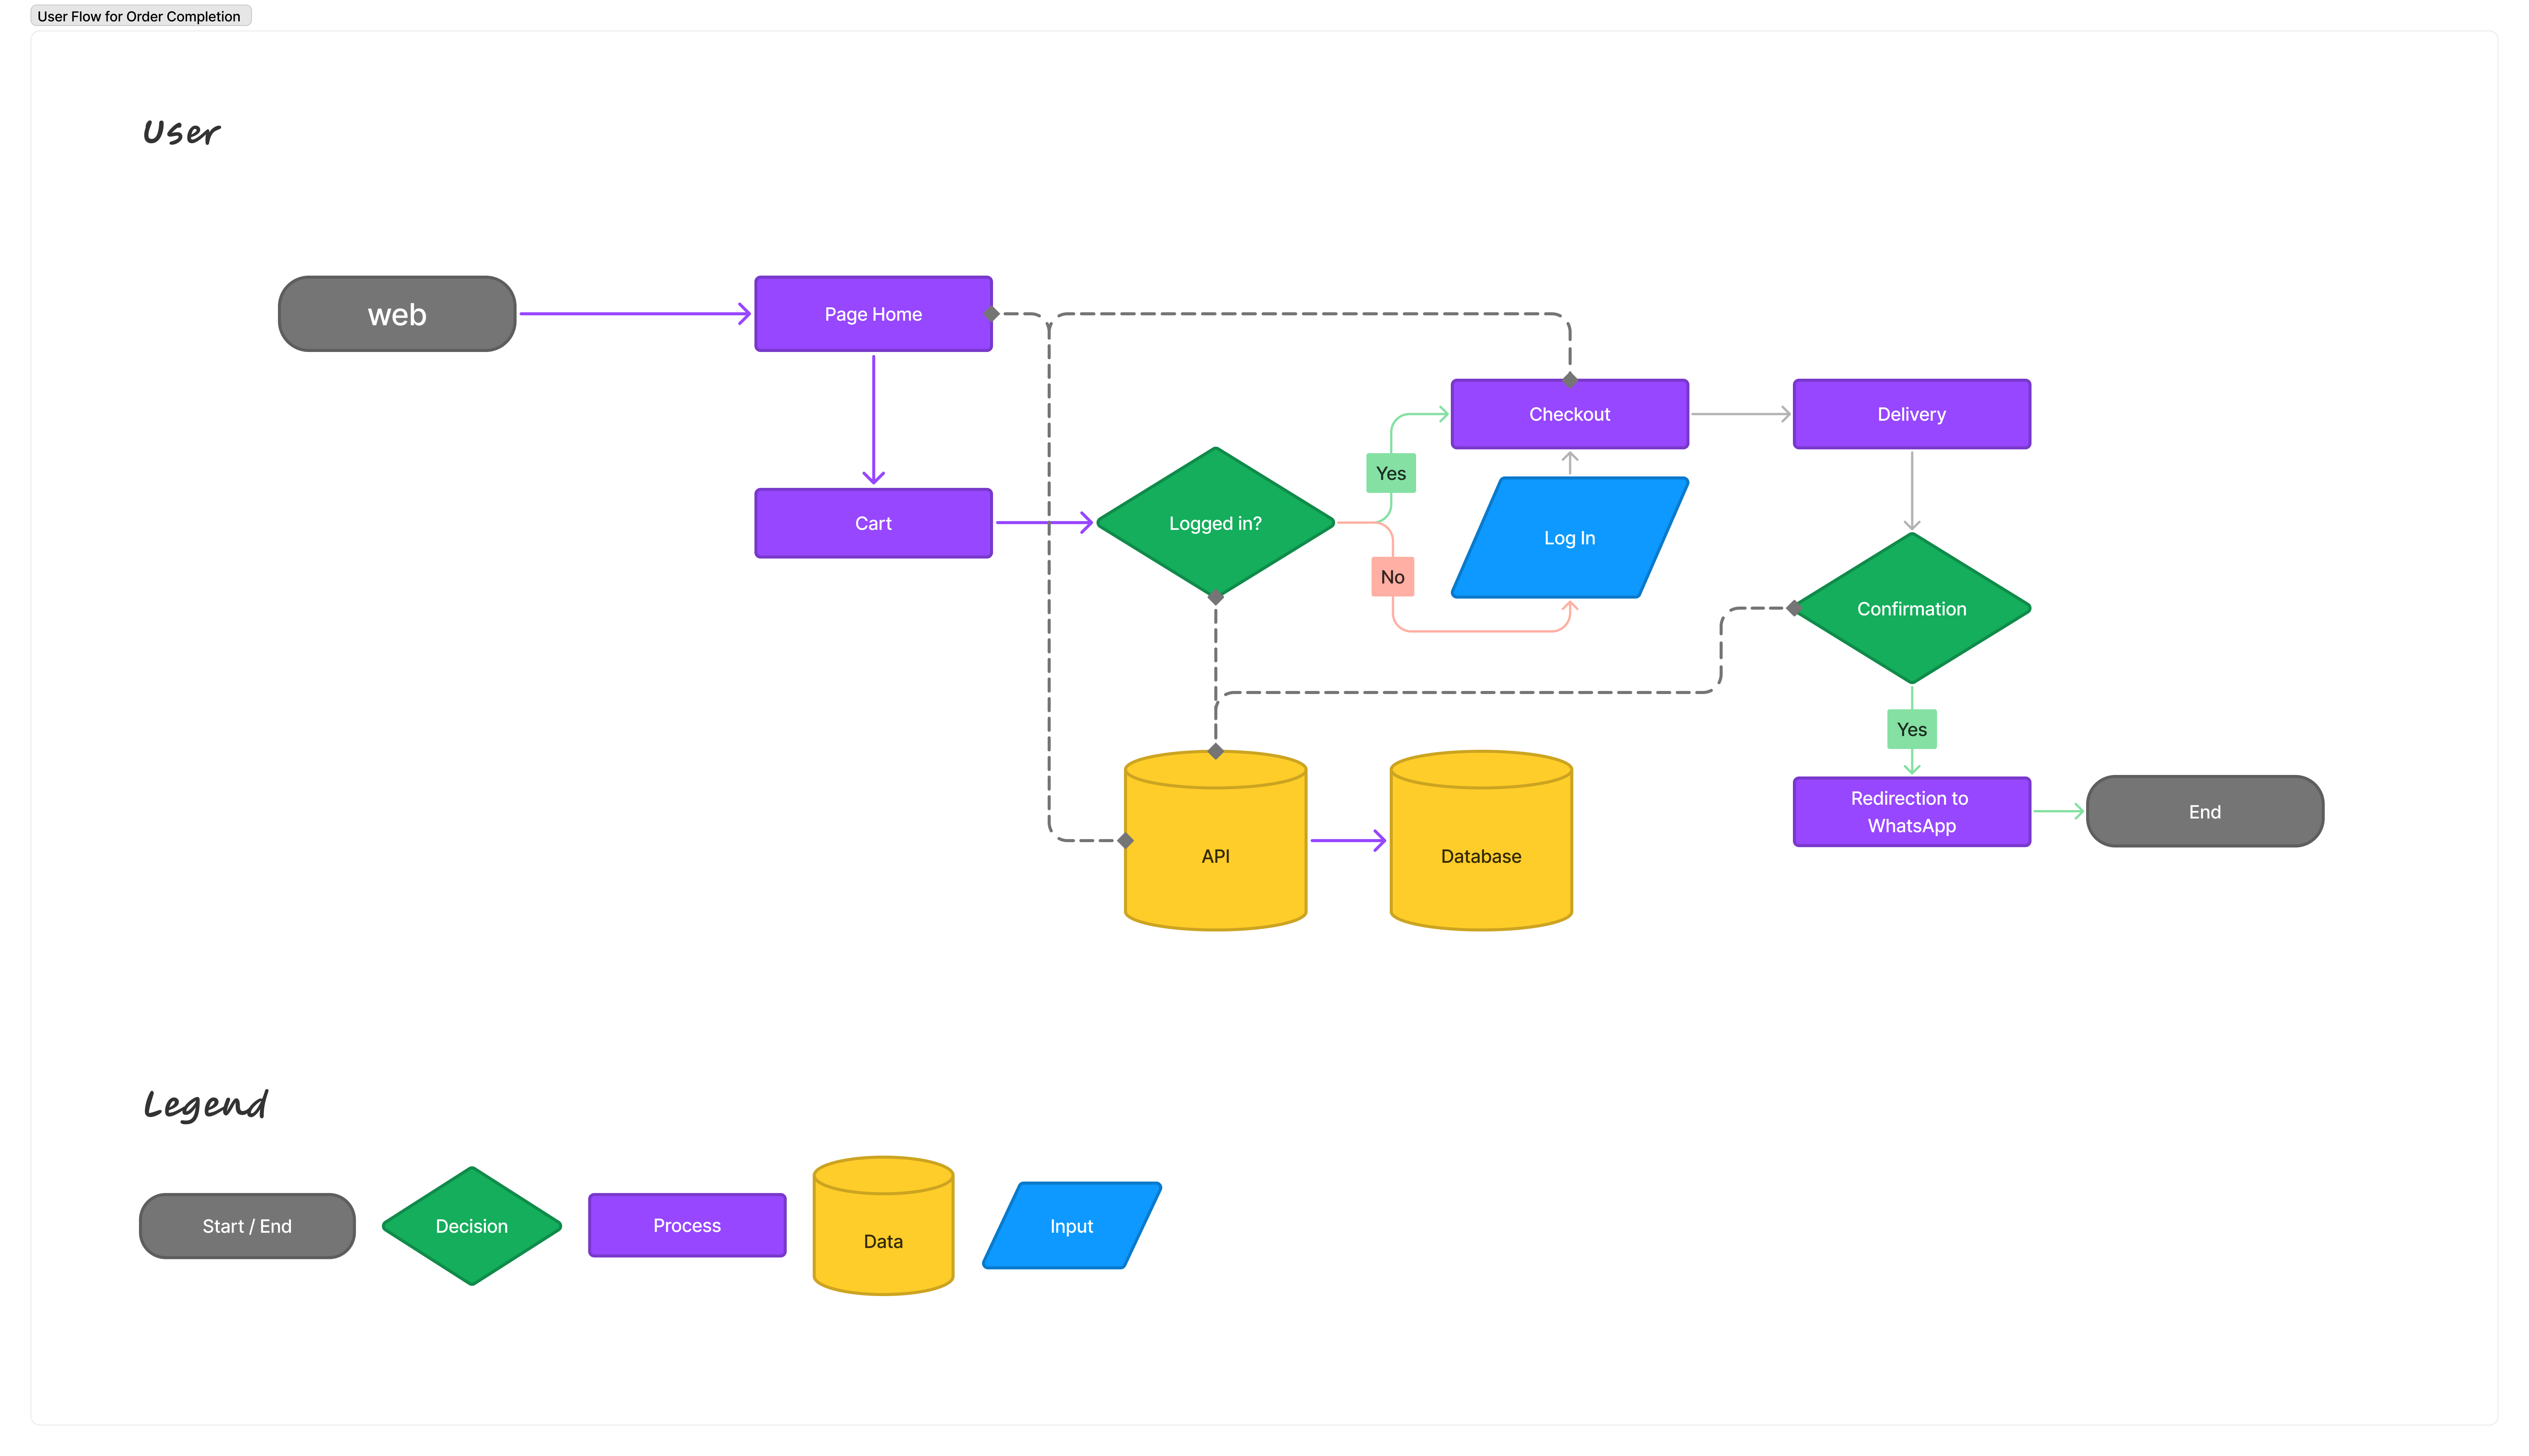 User Flow for Order Completion
User
web
Page Home
Checkout
Delivery
Yes
Cart
Logged in?
Log In
No
Confirmation
Yes
Redirection to
WhatsApp
End
API
Database
Legend
Start / End
Decision
Process
Data
Input